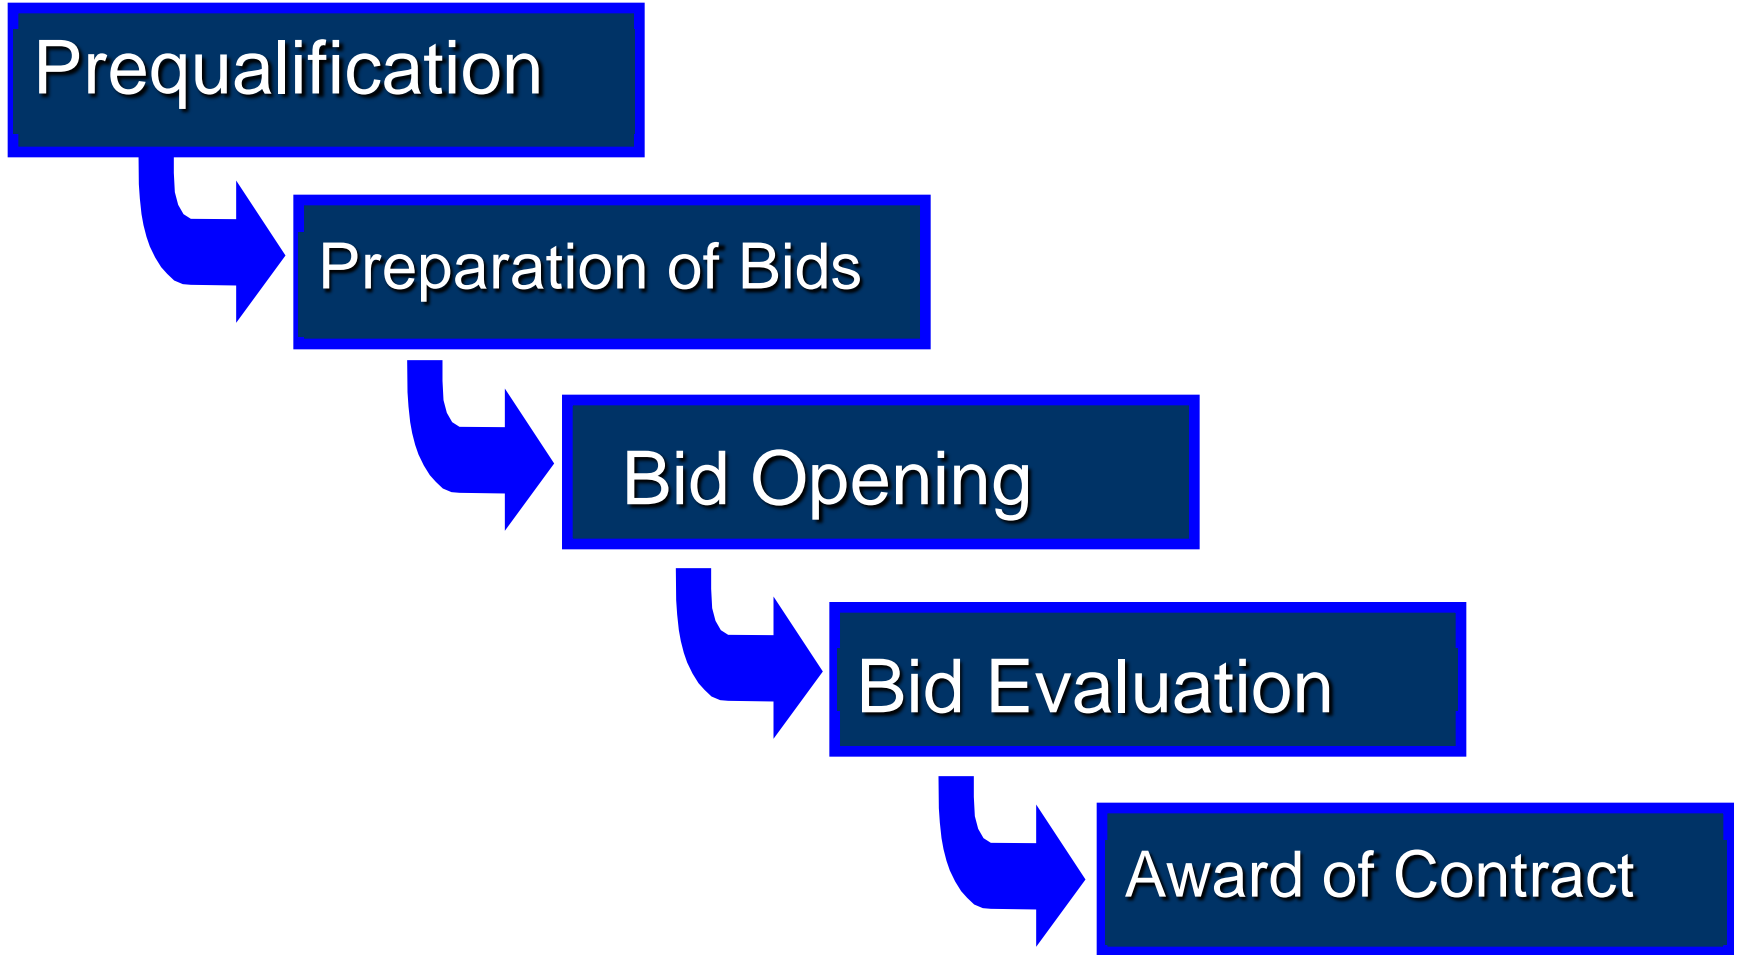 Prequalification
Preparation of Bids
Bid Opening
Bid Evaluation
Award of Contract